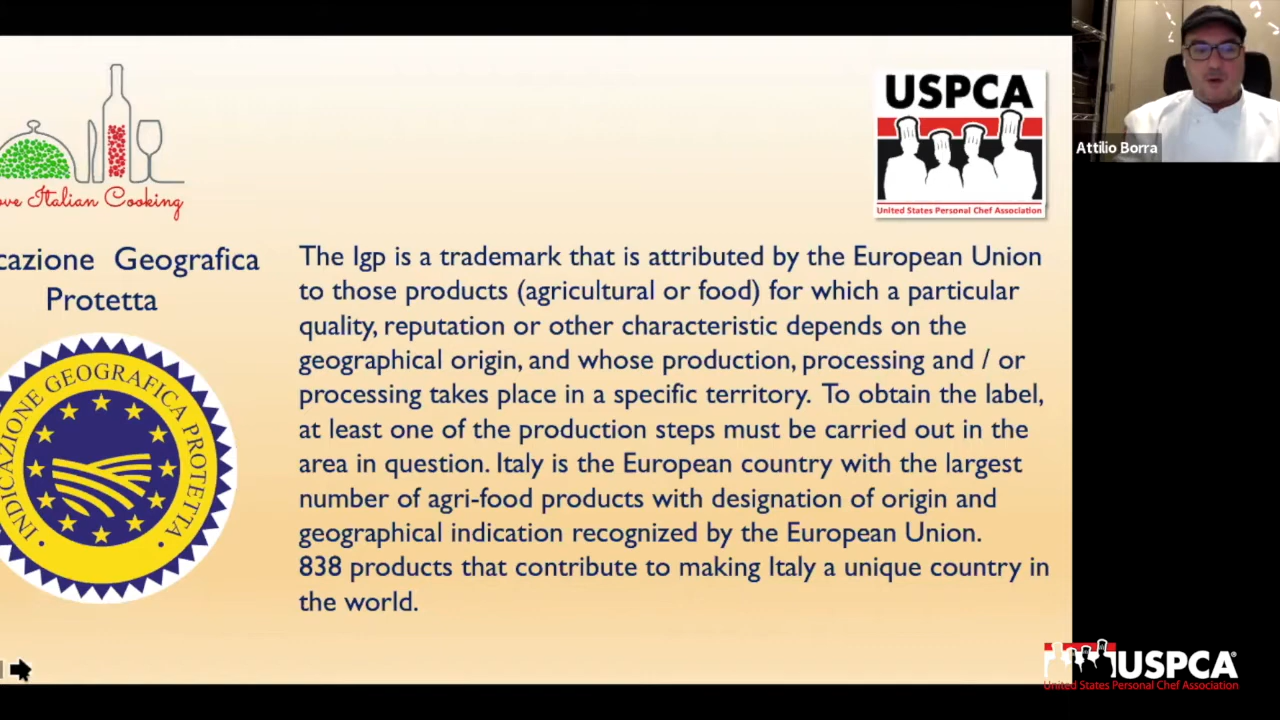 USPCA
United States Personal Chef Association
Attilio Borra
ove Italian Cooking
cazione Geografica
Protetta
INDICAZIONE GEOGRAFICA PROTETTA
The Igp is a trademark that is attributed by the European Union
to those products (agricultural or food) for which a particular
quality, reputation or other characteristic depends on the
geographical origin, and whose production, processing and / or
processing takes place in a specific territory. To obtain the label,
at least one of the production steps must be carried out in the
area in question. Italy is the European country with the largest
number of agri-food products with designation of origin and
geographical indication recognized by the European Union.
838 products that contribute to making Italy a unique country in
the world.
USPCA®
United States Personal Chef Association